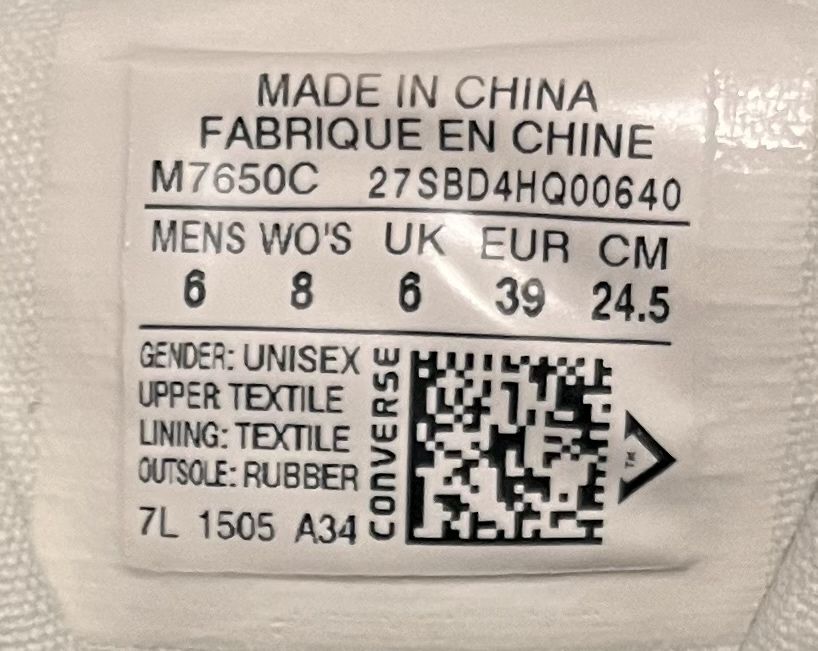 MADE IN CHINA
FABRIQUE EN CHINE
M7650C 27SBD4HQ00640
MENS WO'S UK EUR CM
6 8 6 39 24.5
GENDER: UNISEX
UPPER TEXTILE
LINING: TEXTILE
OUTSOLE: RUBBER
7L 1505 A34
CONVERSE
TM